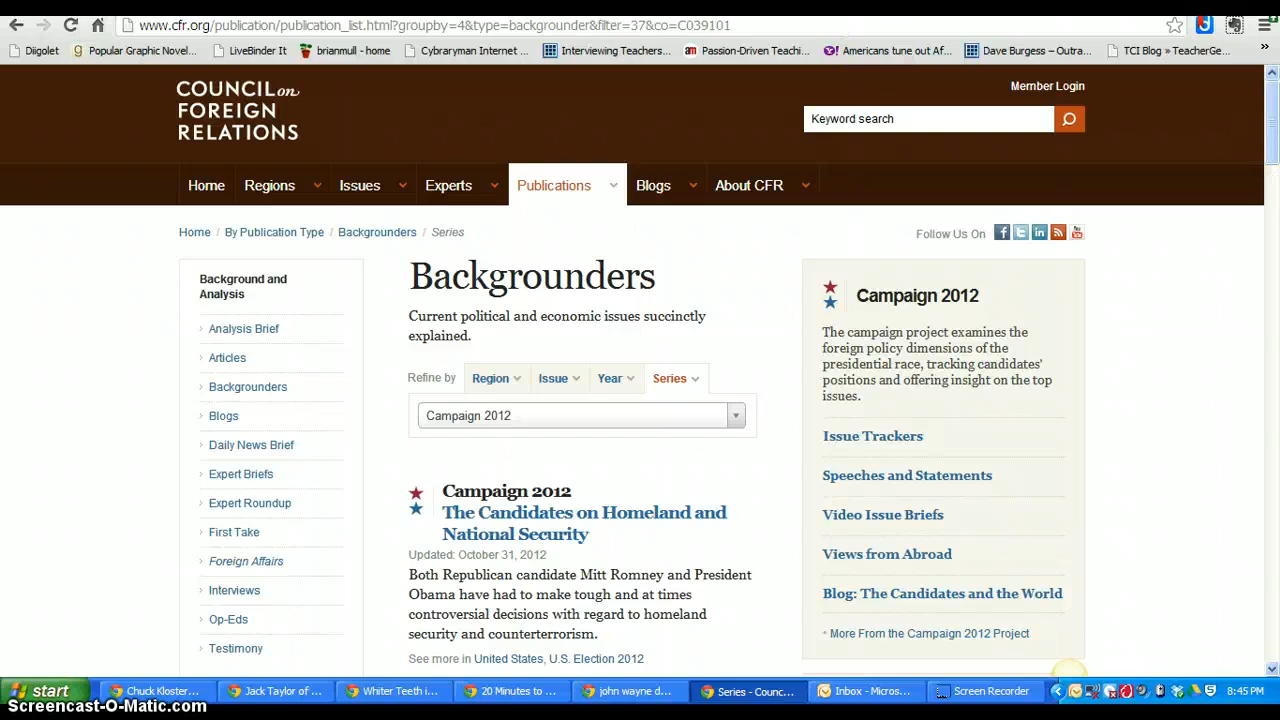 www.cfr.org/publication/publication_list.html?groupby=4&type=backgrounder&filter=37&co=C039101
Diigolet
Popular Graphic Novel...
LiveBinder It
brianmull - home
Cybraryman Internet ...
Interviewing Teachers...
am Passion-Driven Teachi...
Americans tune out Af...
Dave Burgess – Outra...
TCI Blog » TeacherGe...
COUNCIL on
FOREIGN
RELATIONS
Member Login
Keyword search
Home
Regions
Issues
Experts
Publications
Blogs
About CFR
Home / By Publication Type / Backgrounders / Series
Follow Us On
Background and
Analysis
Analysis Brief
Articles
Backgrounders
Blogs
Daily News Brief
Expert Briefs
Expert Roundup
First Take
Foreign Affairs
Interviews
Op-Eds
Testimony
Backgrounders
Current political and economic issues succinctly
explained.
Refine by
Region
Issue
Year
Series
Campaign 2012
Campaign 2012
The Candidates on Homeland and
National Security
Updated: October 31, 2012
Both Republican candidate Mitt Romney and President
Obama have had to make tough and at times
controversial decisions with regard to homeland
security and counterterrorism.
See more in United States, U.S. Election 2012
Campaign 2012
The campaign project examines the
foreign policy dimensions of the
presidential race, tracking candidates'
positions and offering insight on the top
issues.
Issue Trackers
Speeches and Statements
Video Issue Briefs
Views from Abroad
Blog: The Candidates and the World
More From the Campaign 2012 Project
start
Chuck Kloster...
Jack Taylor of ...
Whiter Teeth i...
20 Minutes to ...
john wayne d...
Series - Counc...
Inbox - Micros...
Screen Recorder
8:45 PM
Screencast-O-Matic.com